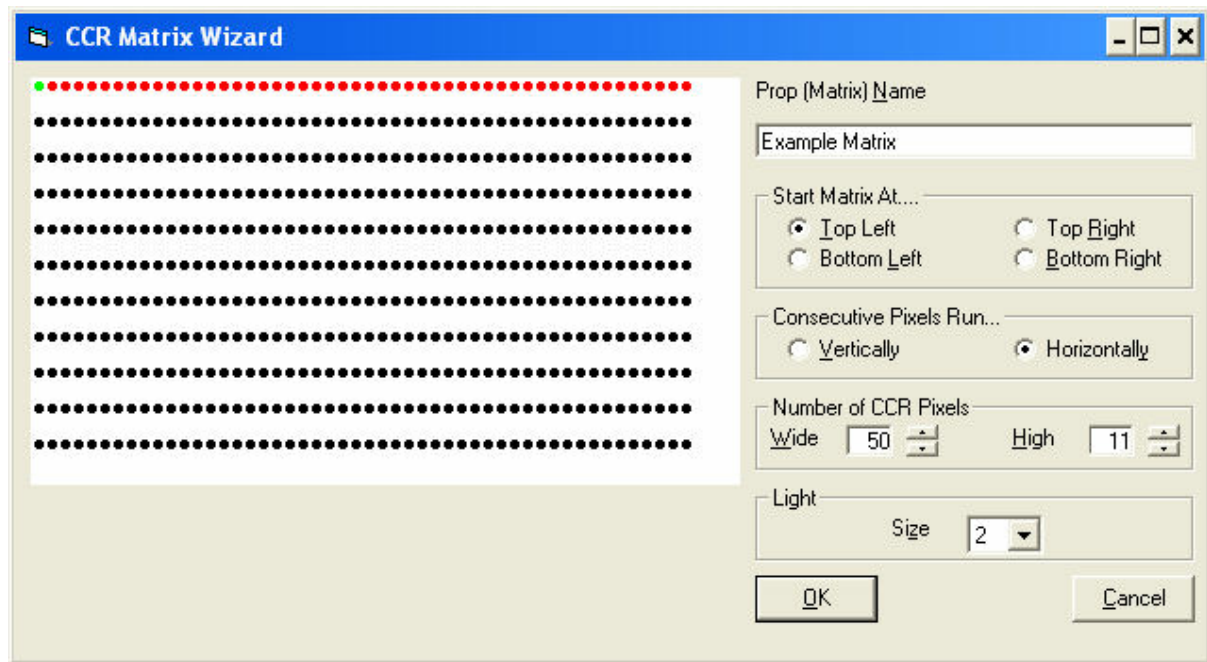 CCR Matrix Wizard
Prop (Matrix) Name
Example Matrix
Start Matrix At....
Top Left Top Right
Bottom Left Bottom Right
Consecutive Pixels Run...
Vertically Horizontally
Number of CCR Pixels
Wide 50 High 11
Light
Size 2
OK Cancel